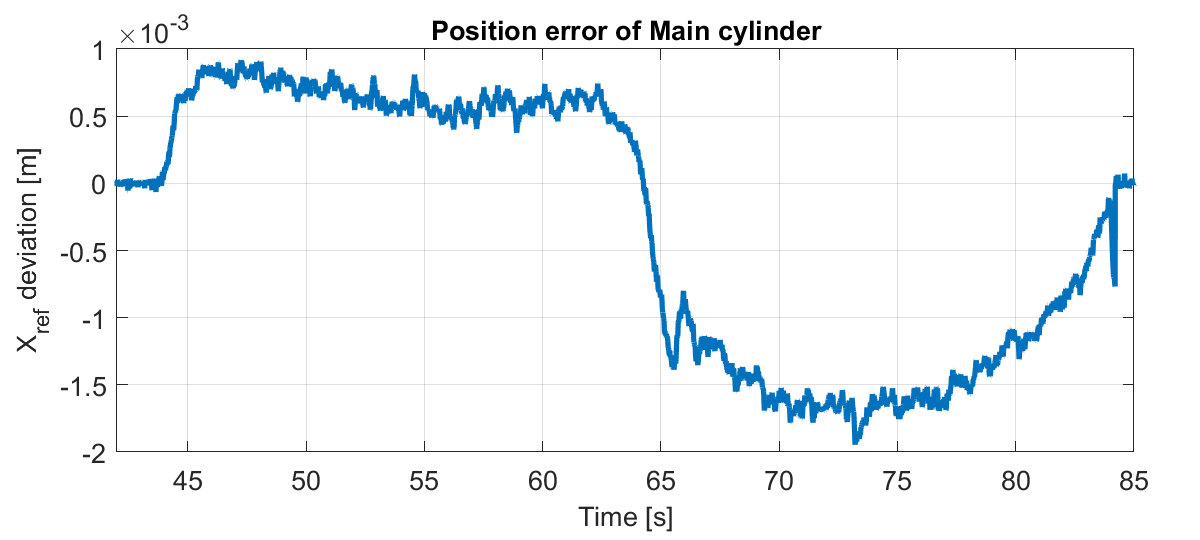 Position error of Main cylinder
×10⁻³
1
0.5
0
-0.5
-1
-1.5
-2
X_ref deviation [m]
45 50 55 60 65 70 75 80 85
Time [s]